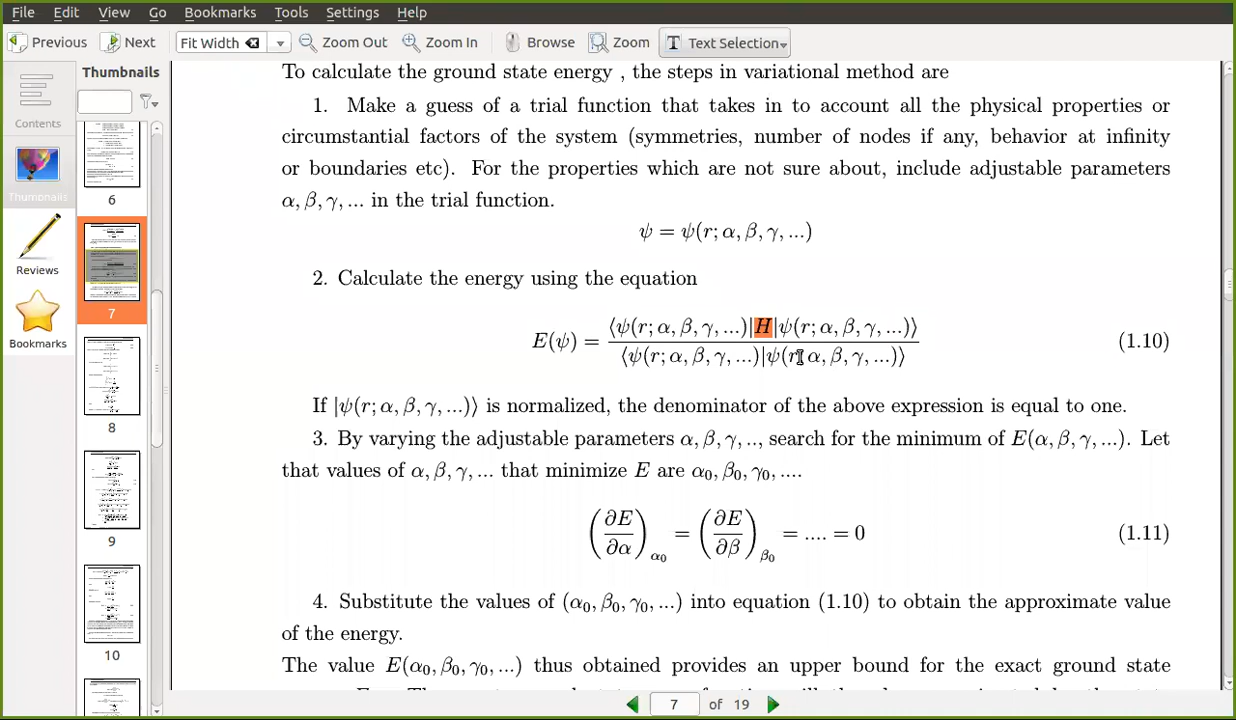 File Edit View Go Bookmarks Tools Settings Help
Previous Next Fit Width Zoom Out Zoom In Browse Zoom Text Selection
Thumbnails
Contents
Thumbnails
Reviews
Bookmarks
6
7
8
9
10
To calculate the ground state energy , the steps in variational method are
1. Make a guess of a trial function that takes in to account all the physical properties or
circumstantial factors of the system (symmetries, number of nodes if any, behavior at infinity
or boundaries etc). For the properties which are not sure about, include adjustable parameters
α, β, γ, ... in the trial function.
ψ = ψ(r; α, β, γ, ...)
2. Calculate the energy using the equation
E(ψ) = ⟨ψ(r; α, β, γ, ...)|H|ψ(r; α, β, γ, ...)⟩ / ⟨ψ(r; α, β, γ, ...)|ψ(r; α, β, γ, ...)⟩ (1.10)
If |ψ(r; α, β, γ, ...)⟩ is normalized, the denominator of the above expression is equal to one.
3. By varying the adjustable parameters α, β, γ, .., search for the minimum of E(α, β, γ, ...). Let
that values of α, β, γ, ... that minimize E are α₀, β₀, γ₀, ....
(∂E/∂α)α₀ = (∂E/∂β)β₀ = .... = 0 (1.11)
4. Substitute the values of (α₀, β₀, γ₀, ...) into equation (1.10) to obtain the approximate value
of the energy.
The value E(α₀, β₀, γ₀, ...) thus obtained provides an upper bound for the exact ground state
7 of 19